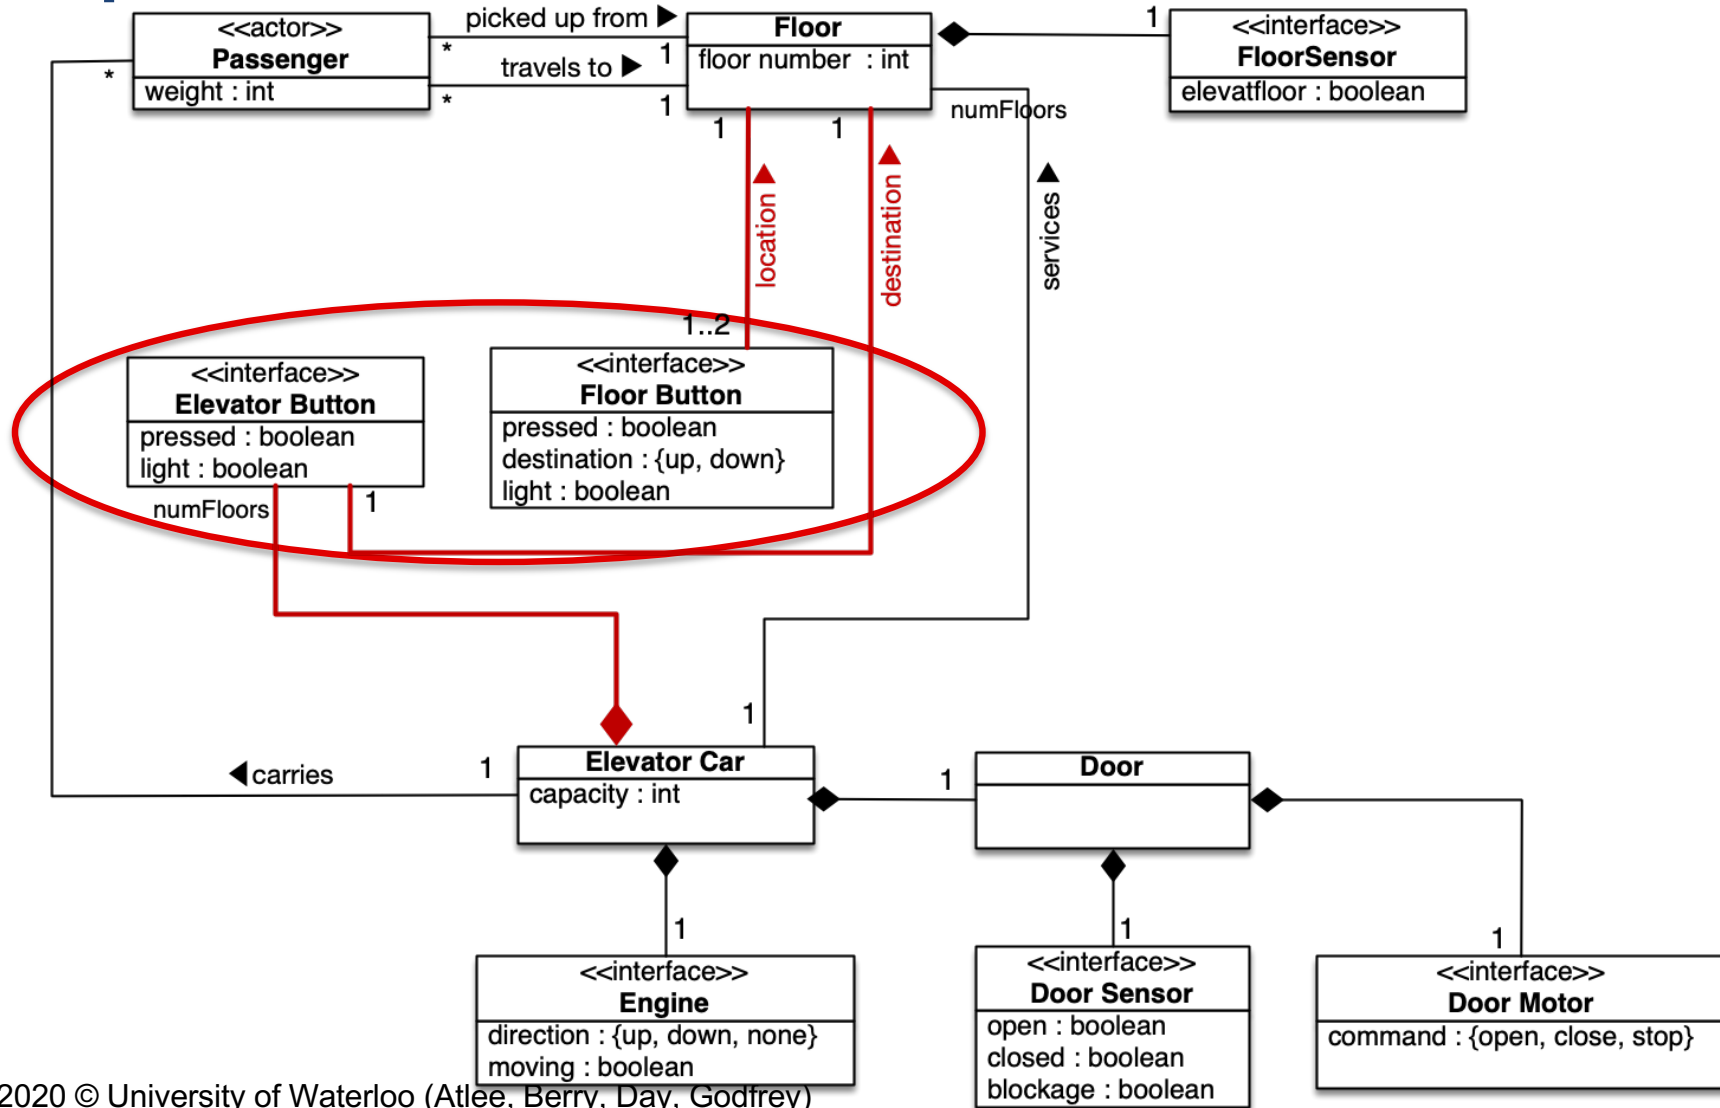 <<actor>>
Passenger
weight : int
*
picked up from ▶
*
1
travels to ▶
*
1
Floor
floor number : int
1
<<interface>>
FloorSensor
elevatfloor : boolean
numFloors
1
1
location ▲
destination ▲
services ▲
1..2
<<interface>>
Elevator Button
pressed : boolean
light : boolean
numFloors
1
<<interface>>
Floor Button
pressed : boolean
destination : {up, down}
light : boolean
1
◀ carries
1
Elevator Car
capacity : int
1
Door
1
<<interface>>
Engine
direction : {up, down, none}
moving : boolean
1
<<interface>>
Door Sensor
open : boolean
closed : boolean
blockage : boolean
1
<<interface>>
Door Motor
command : {open, close, stop}
2020 © University of Waterloo (Atlee, Berry, Day, Godfrey)